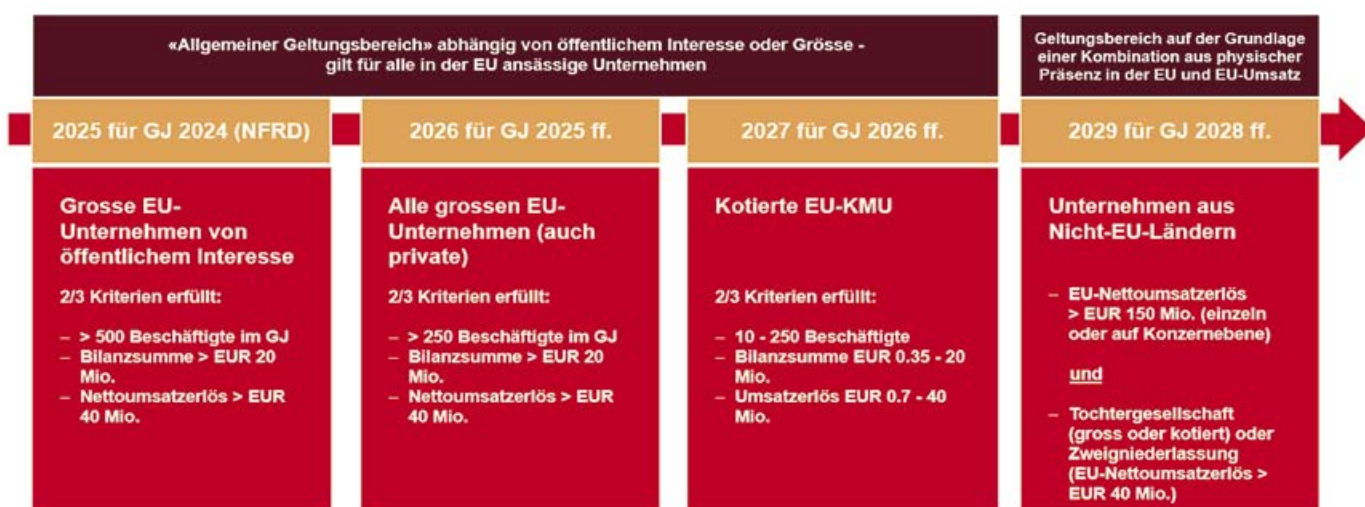 «Allgemeiner Geltungsbereich» abhängig von öffentlichem Interesse oder Grösse -
gilt für alle in der EU ansässige Unternehmen
Geltungsbereich auf der Grundlage
einer Kombination aus physischer
Präsenz in der EU und EU-Umsatz
2025 für GJ 2024 (NFRD)
2026 für GJ 2025 ff.
2027 für GJ 2026 ff.
2029 für GJ 2028 ff.
Grosse EU-
Unternehmen von
öffentlichem Interesse
2/3 Kriterien erfüllt:
– > 500 Beschäftigte im GJ
– Bilanzsumme > EUR 20
Mio.
– Nettoumsatzerlös > EUR
40 Mio.
Alle grossen EU-
Unternehmen (auch
private)
2/3 Kriterien erfüllt:
– > 250 Beschäftigte im GJ
– Bilanzsumme > EUR 20
Mio.
– Nettoumsatzerlös > EUR
40 Mio.
Kotierte EU-KMU
2/3 Kriterien erfüllt:
– 10 - 250 Beschäftigte
– Bilanzsumme EUR 0.35 - 20
Mio.
– Umsatzerlös EUR 0.7 - 40
Mio.
Unternehmen aus
Nicht-EU-Ländern
– EU-Nettoumsatzerlös
> EUR 150 Mio. (einzeln
oder auf Konzernebene)
und
– Tochtergesellschaft
(gross oder kotiert) oder
Zweigniederlassung
(EU-Nettoumsatzerlös >
EUR 40 Mio.)